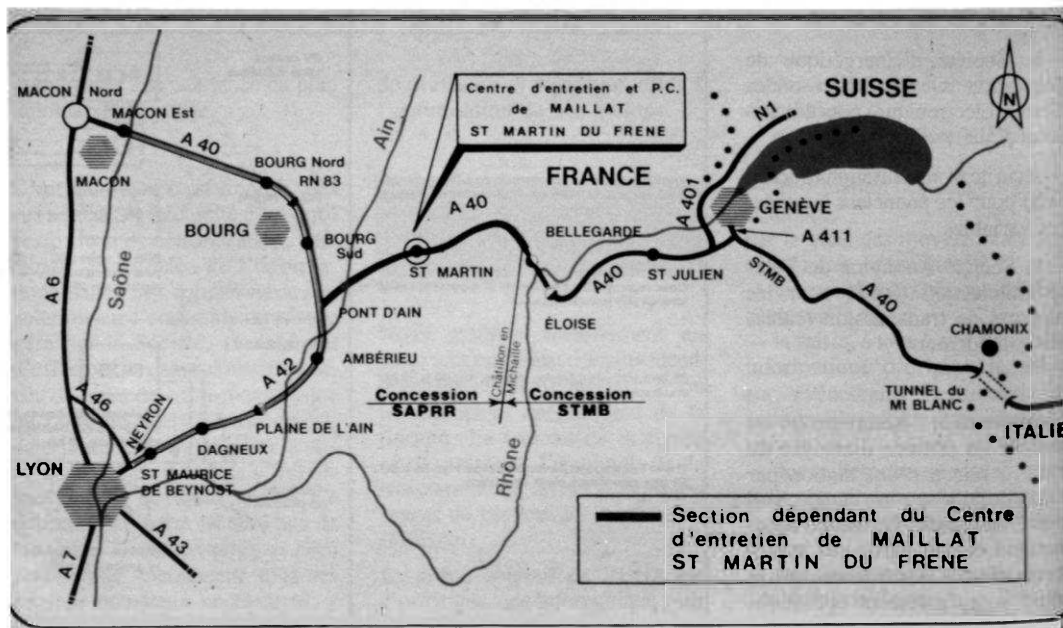 MACON Nord
MACON Est
A 40
MACON
BOURG Nord
RN 83
BOURG
BOURG
Sud
A 6
Saône
Ain
Centre d'entretien et P.C.
de MAILLAT
ST MARTIN DU FRENE
SUISSE
N
N1
FRANCE
A 40
A 401
GENÈVE
A 411
BELLEGARDE
ST MARTIN
A40
ST JULIEN
STMB
A 40
PONT D'AIN
ÉLOISE
CHAMONIX
AMBÉRIEU
A 42
Châtillon en
Michaille
Concession
SAPRR
Concession
STMB
TUNNEL du
Mt BLANC
ITALIE
A 46
NEYRON
PLAINE DE L'AIN
DAGNEUX
LYON
ST MAURICE
DE BEYNOST
Rhône
A 7
A 43
Section dépendant du Centre
d'entretien de MAILLAT
ST MARTIN DU FRENE